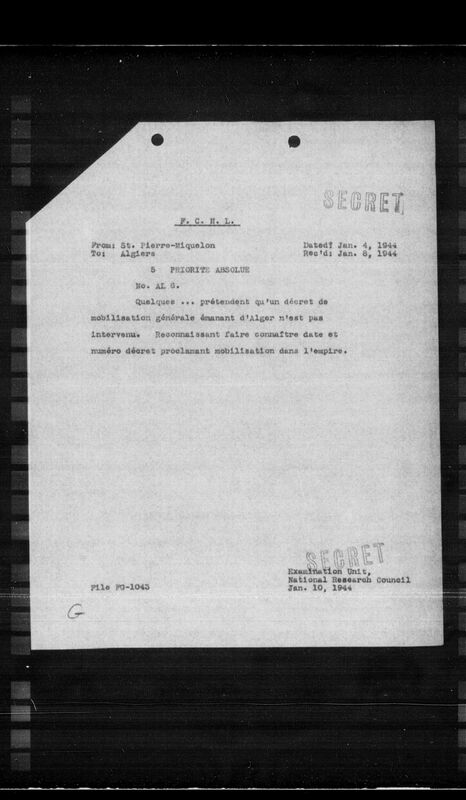 SECRET
F. C. N. L.
From: St. Pierre-Miquelon Dated: Jan. 4, 1944
To: Algiers Rec'd: Jan. 8, 1944
5 PRIORITE ABSOLUE
No. AL G.
Quelques ... prétendent qu'un décret de
mobilisation générale émanant d'Alger n'est pas
intervenu. Reconnaissant faire connaître date et
numéro décret proclamant mobilisation dans l'empire.
SECRET
Examination Unit,
National Research Council
File FG-1043 Jan. 10, 1944
G